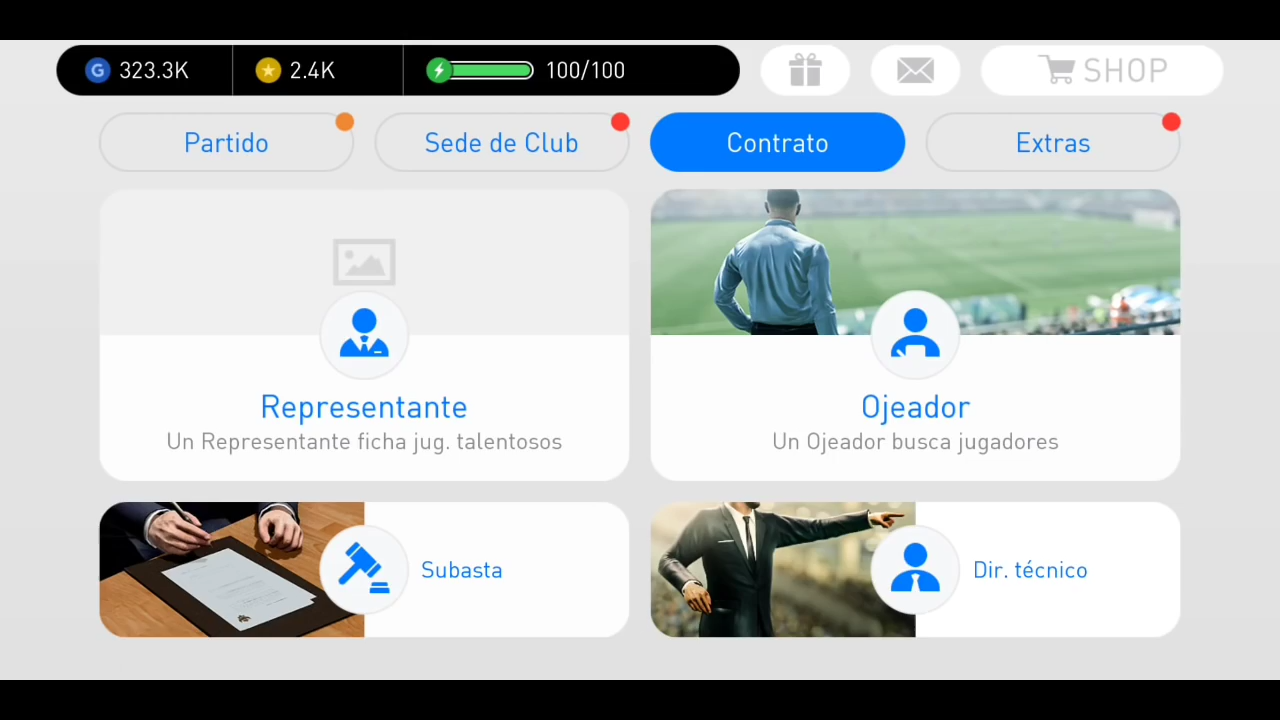 G 323.3K 2.4K 100/100 SHOP
Partido Sede de Club Contrato Extras
Representante
Un Representante ficha jug. talentosos
Ojeador
Un Ojeador busca jugadores
Subasta
Dir. técnico